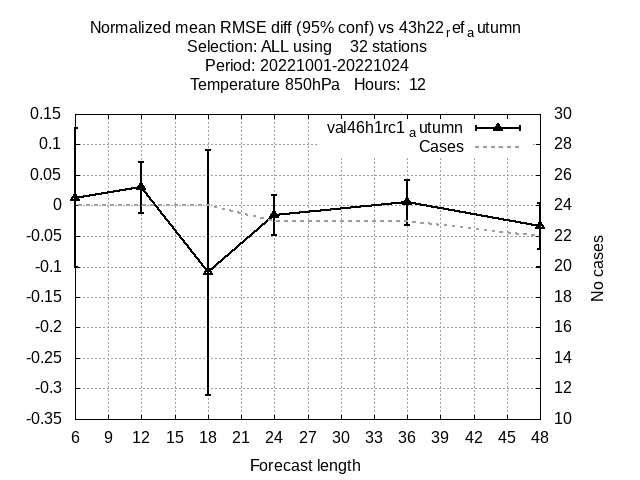 Normalized mean RMSE diff (95% conf) vs 43h22refautumn
Selection: ALL using 32 stations
Period: 20221001-20221024
Temperature 850hPa Hours: 12
val46h1rc1autumn
Cases
0.15
0.1
0.05
0
-0.05
-0.1
-0.15
-0.2
-0.25
-0.3
-0.35
30
28
26
24
22
20
18
16
14
12
10
No cases
6 9 12 15 18 21 24 27 30 33 36 39 42 45 48
Forecast length